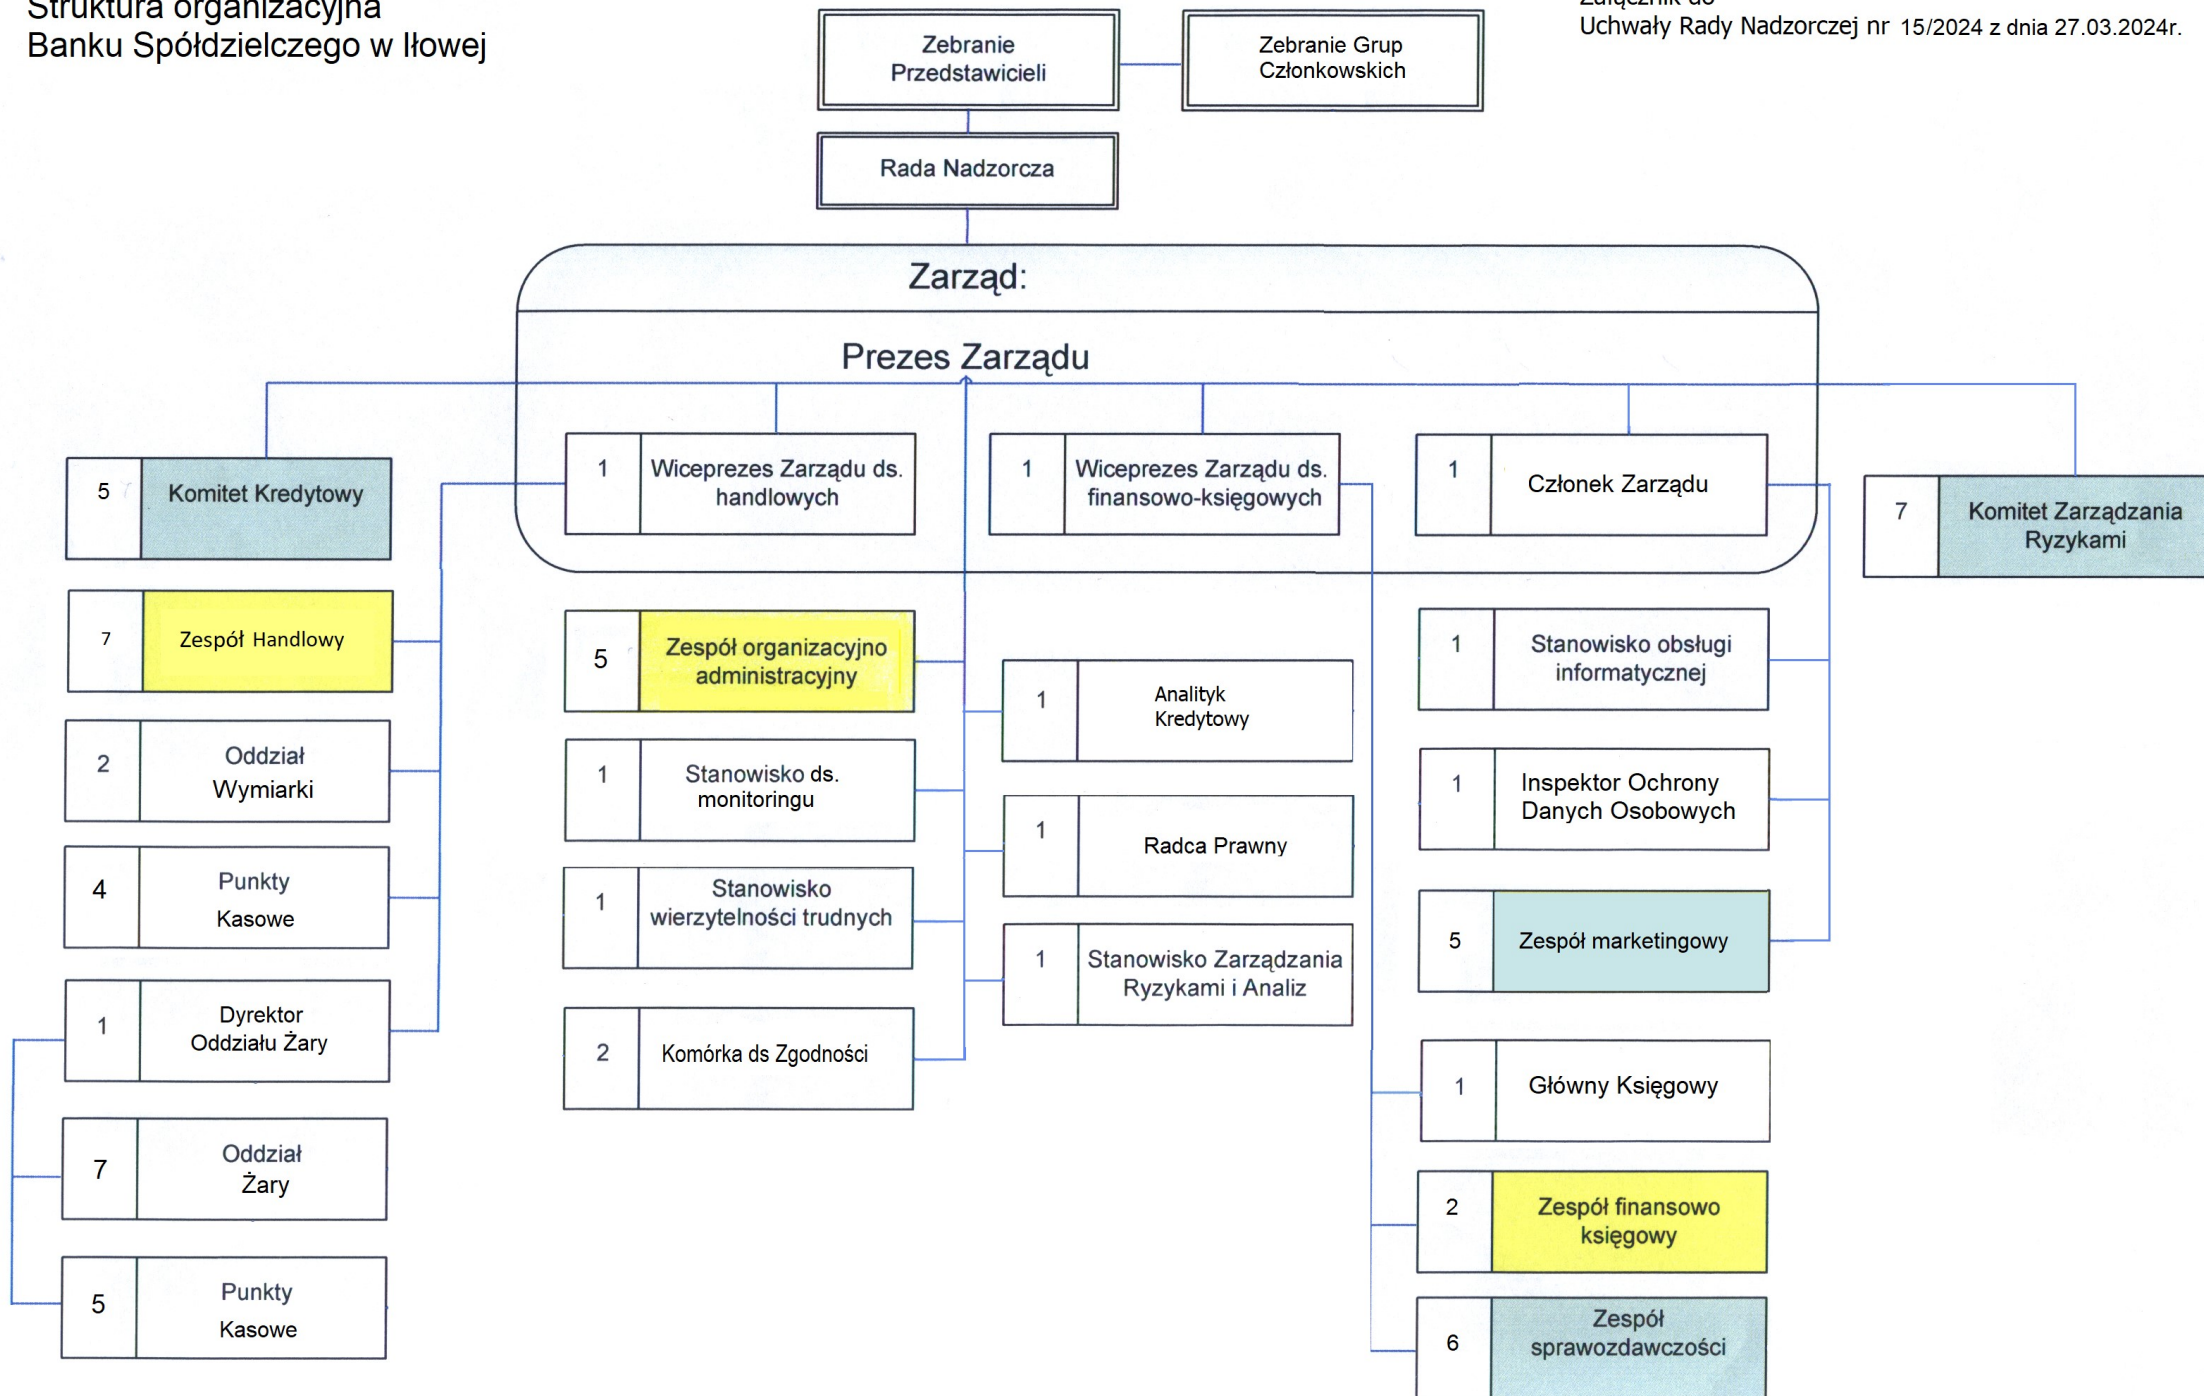 Struktura organizacyjna
Banku Spółdzielczego w Iłowej
Załącznik do
Uchwały Rady Nadzorczej nr 15/2024 z dnia 27.03.2024r.
Zebranie
Przedstawicieli
Zebranie Grup
Członkowskich
Rada Nadzorcza
Zarząd:
Prezes Zarządu
5
Komitet Kredytowy
1
Wiceprezes Zarządu ds.
handlowych
1
Wiceprezes Zarządu ds.
finansowo-księgowych
1
Członek Zarządu
7
Komitet Zarządzania
Ryzykami
7
Zespół Handlowy
2
Oddział
Wymiarki
4
Punkty
Kasowe
1
Dyrektor
Oddziału Żary
7
Oddział
Żary
5
Punkty
Kasowe
5
Zespół organizacyjno
administracyjny
1
Stanowisko ds.
monitoringu
1
Stanowisko
wierzytelności trudnych
2
Komórka ds Zgodności
1
Analityk
Kredytowy
1
Radca Prawny
1
Stanowisko Zarządzania
Ryzykami i Analiz
1
Stanowisko obsługi
informatycznej
1
Inspektor Ochrony
Danych Osobowych
5
Zespół marketingowy
1
Główny Księgowy
2
Zespół finansowo
księgowy
6
Zespół
sprawozdawczości